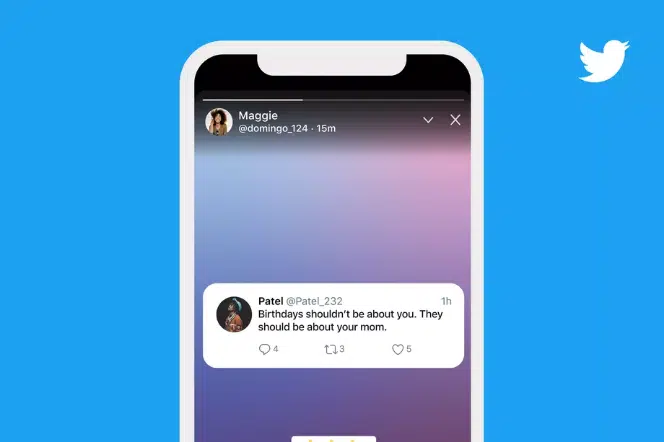 Maggie
@domingo_124 · 15m
Patel @Patel_232 1h
Birthdays shouldn't be about you. They
should be about your mom.
4 3 5